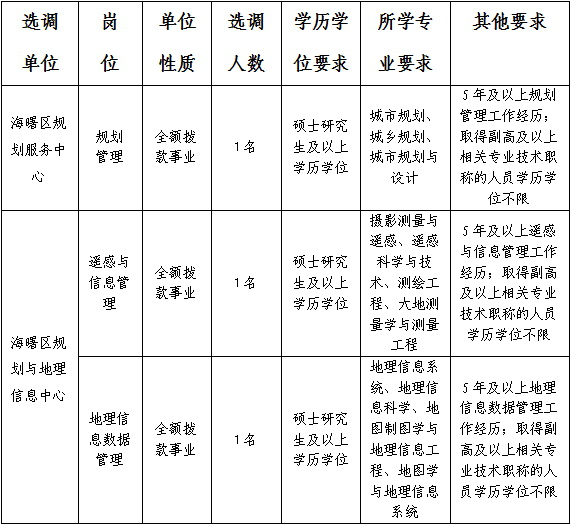 选调
单位
岗
位
单位
性质
选调
人数
学历学
位要求
所学专
业要求
其他要求
海曙区规
划服务中
心
规划
管理
全额拨
款事业
1名
硕士研究
生及以上
学历学位
城市规划、
城乡规划、
城市规划与
设计
5年及以上规划
管理工作经历；
取得副高及以上
相关专业技术职
称的人员学历学
位不限
海曙区规
划与地理
信息中心
遥感与
信息管
理
全额拨
款事业
1名
硕士研究
生及以上
学历学位
摄影测量与
遥感、遥感
科学与技
术、测绘工
程、大地测
量学与测量
工程
5年及以上遥感
与信息管理工作
经历；取得副高
及以上相关专业
技术职称的人员
学历学位不限
地理信
息数据
管理
全额拨
款事业
1名
硕士研究
生及以上
学历学位
地理信息系
统、地理信
息科学、地
图制图学与
地理信息工
程、地图学
与地理信息
系统
5年及以上地理
信息数据管理工
作经历；取得副
高及以上相关专
业技术职称的人
员学历学位不限